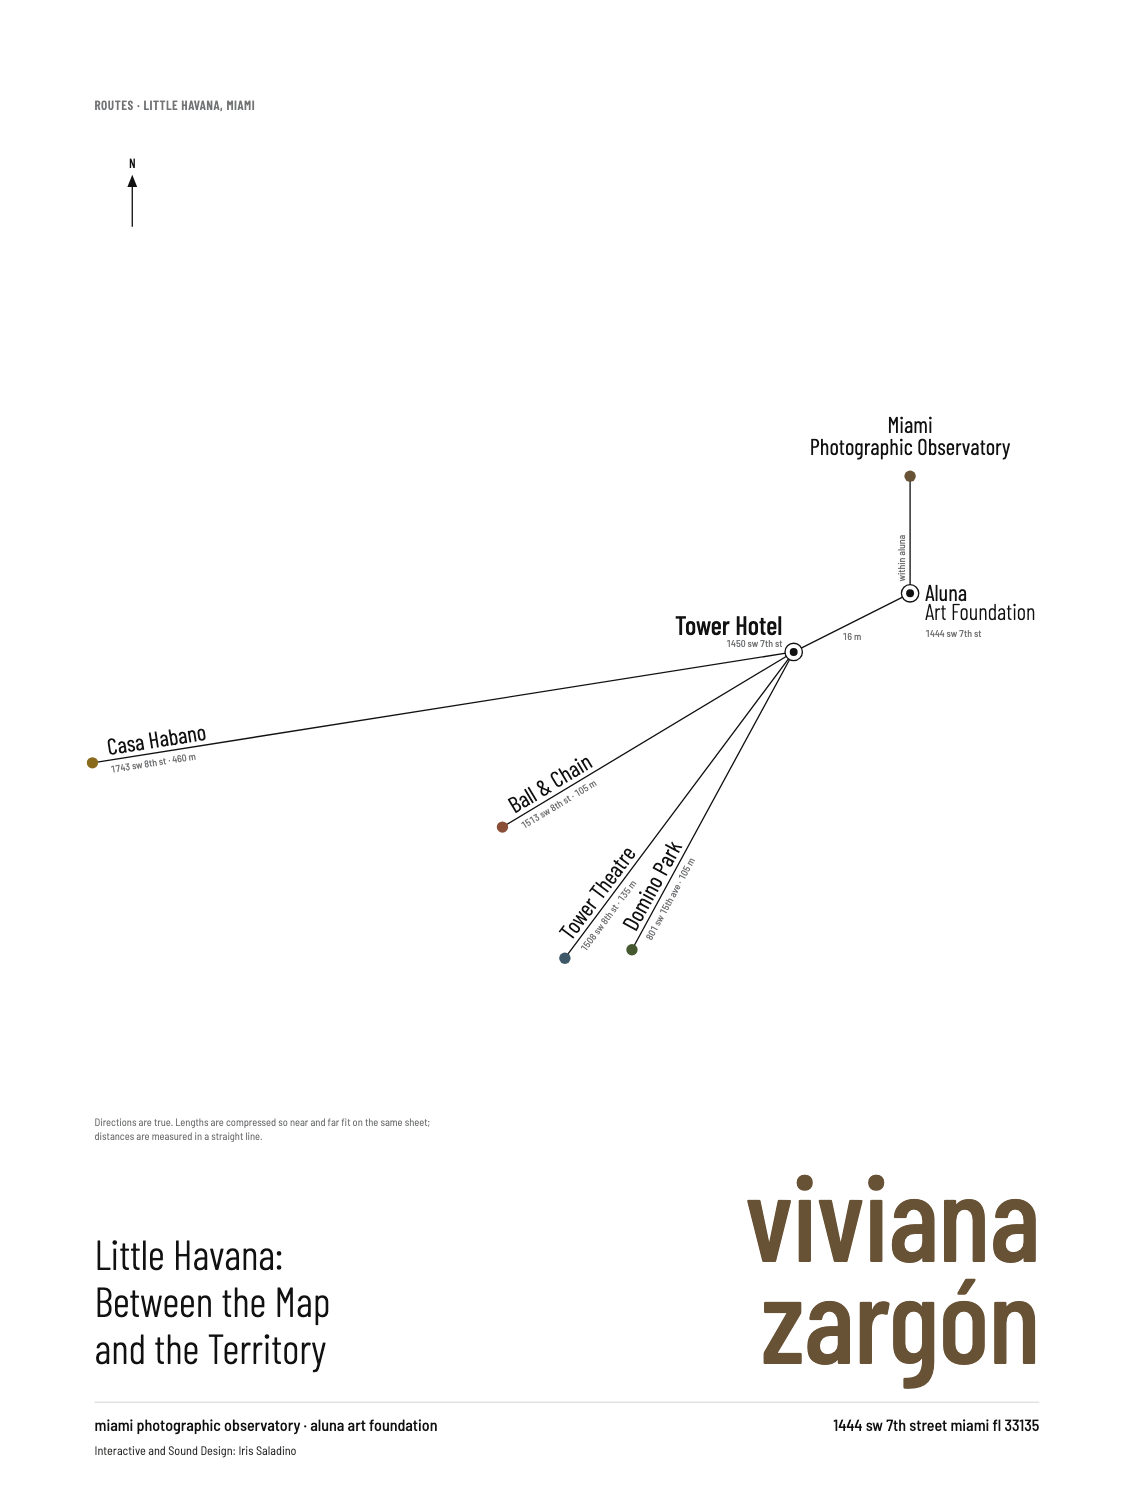 ROUTES · LITTLE HAVANA, MIAMI
N
Miami
Photographic Observatory
within aluna
Aluna
Art Foundation
1444 sw 7th st
16 m
Tower Hotel
1450 sw 7th st
Casa Habano
1743 sw 8th st · 460 m
Ball & Chain
1513 sw 8th st · 105 m
Tower Theatre
1508 sw 8th st · 135 m
Domino Park
801 sw 15th ave · 105 m
Directions are true. Lengths are compressed so near and far fit on the same sheet;
distances are measured in a straight line.
viviana
zargón
Little Havana:
Between the Map
and the Territory
miami photographic observatory · aluna art foundation
1444 sw 7th street miami fl 33135
Interactive and Sound Design: Iris Saladino